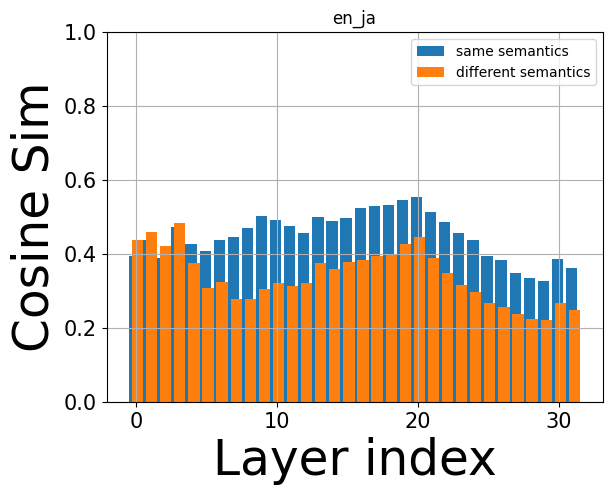 en_ja
same semantics
different semantics
Cosine Sim
1.0
0.8
0.6
0.4
0.2
0.0
0 10 20 30
Layer index